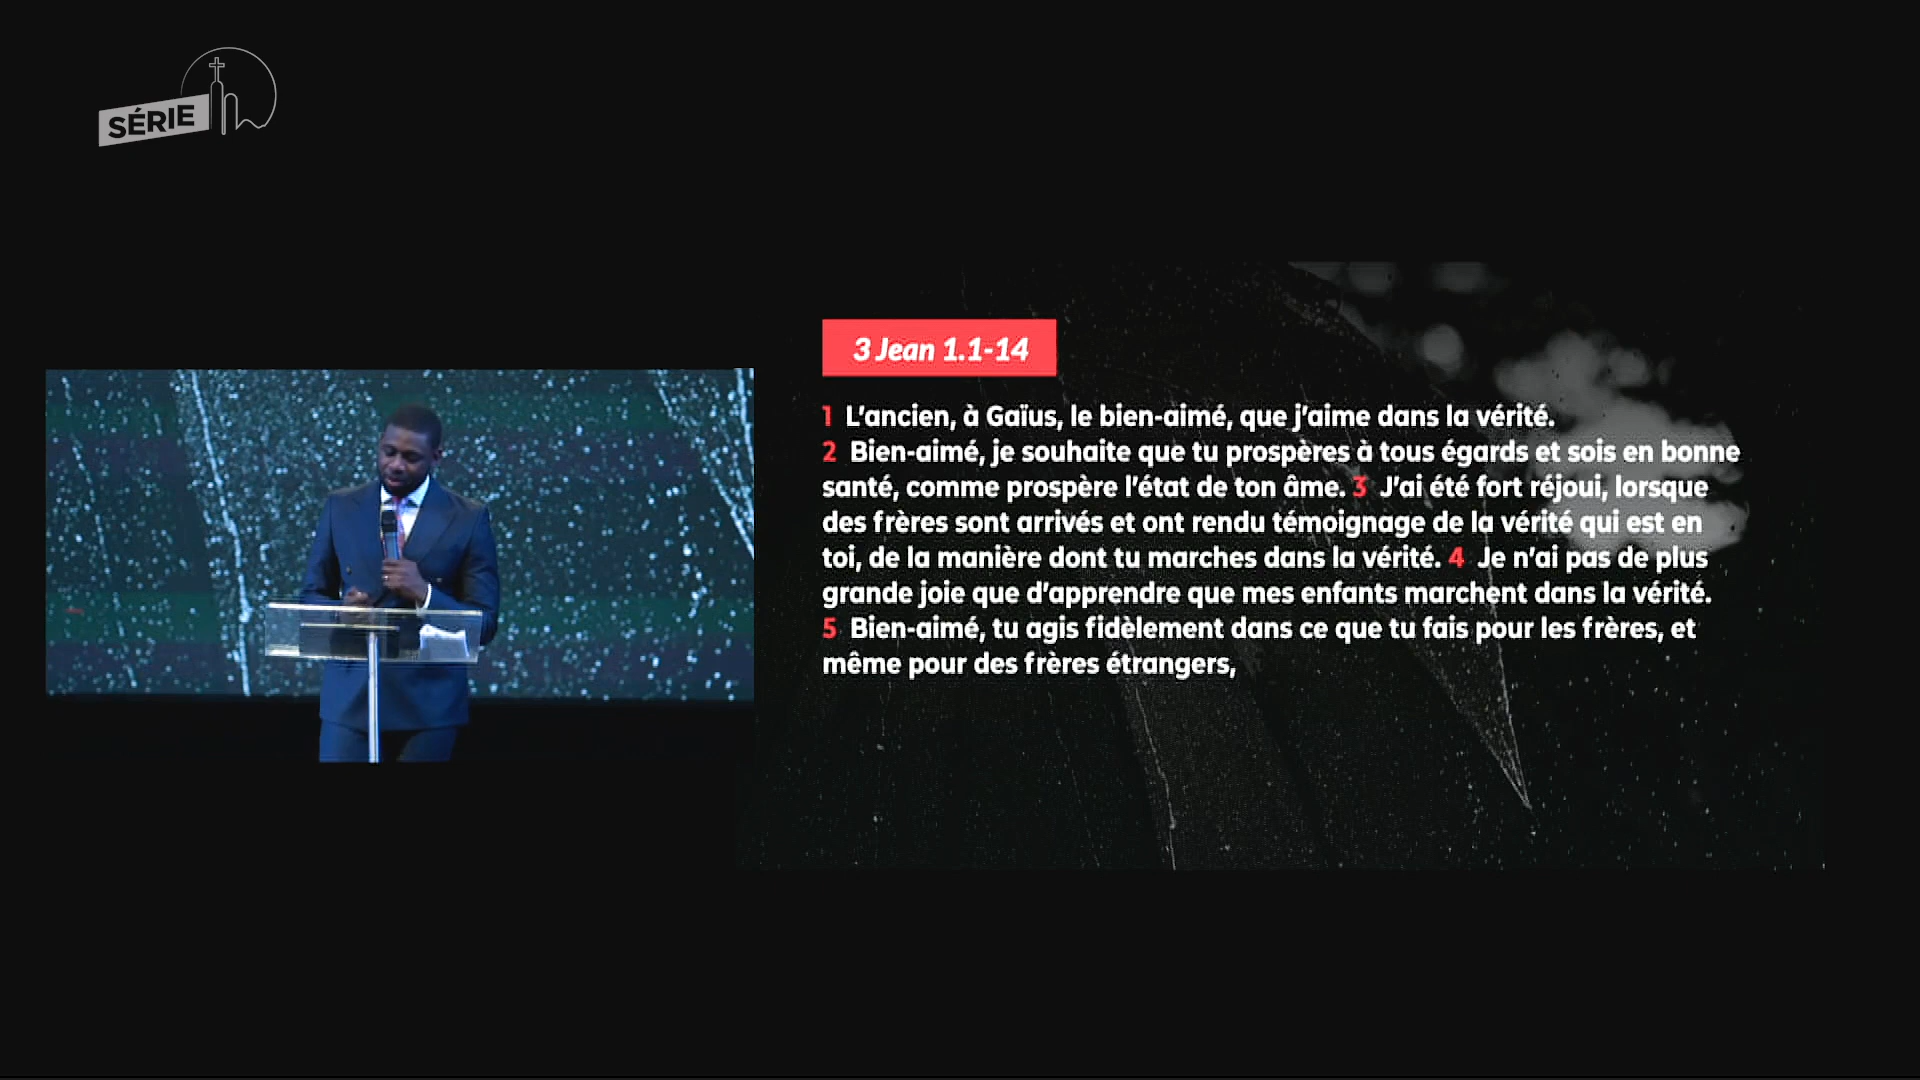 SÉRIE
3 Jean 1.1-14
1 L'ancien, à Gaïus, le bien-aimé, que j'aime dans la vérité.
2 Bien-aimé, je souhaite que tu prospères à tous égards et sois en bonne
santé, comme prospère l'état de ton âme. 3 J'ai été fort réjoui, lorsque
des frères sont arrivés et ont rendu témoignage de la vérité qui est en
toi, de la manière dont tu marches dans la vérité. 4 Je n'ai pas de plus
grande joie que d'apprendre que mes enfants marchent dans la vérité.
5 Bien-aimé, tu agis fidèlement dans ce que tu fais pour les frères, et
même pour des frères étrangers,